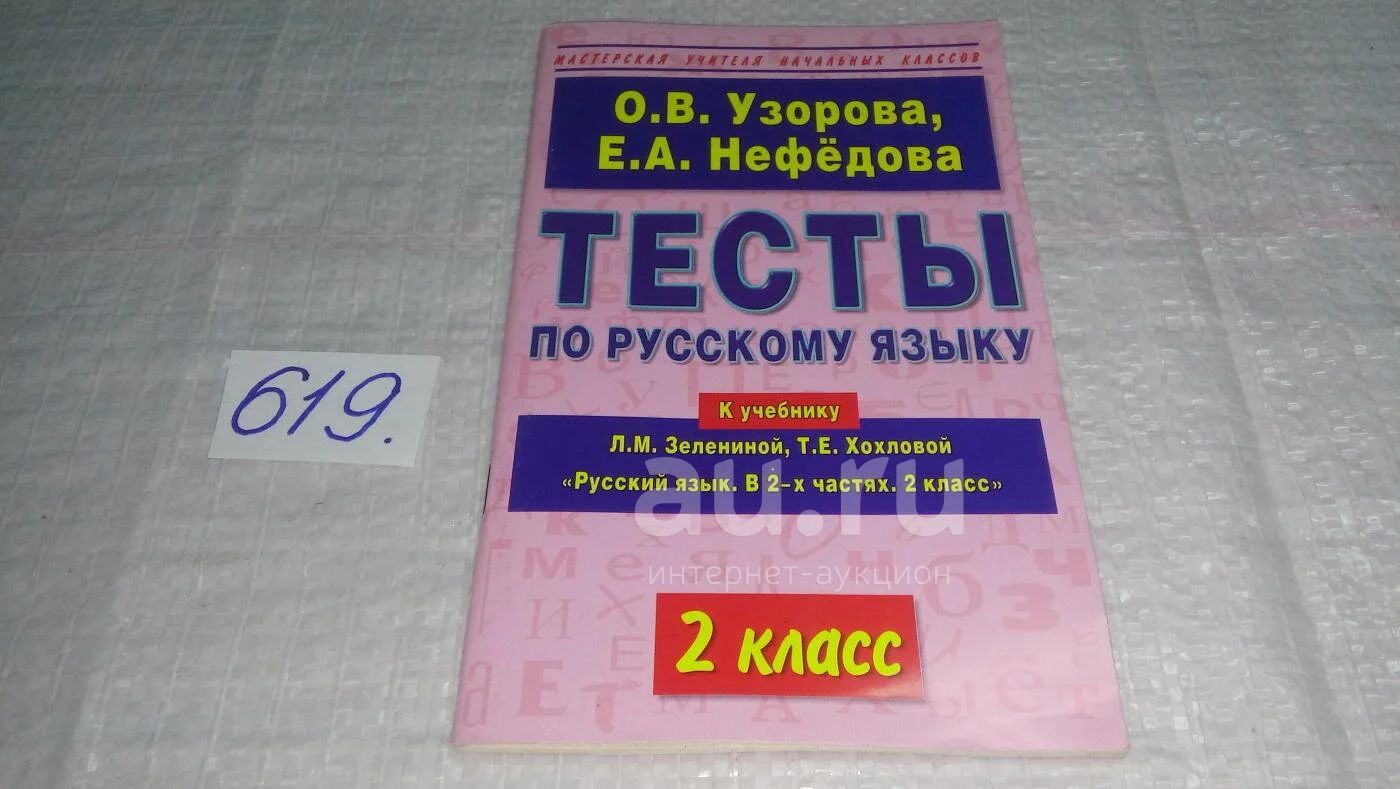 МАСТЕРСКАЯ УЧИТЕЛЯ НАЧАЛЬНЫХ КЛАССОВ
О.В. Узорова,
Е.А. Нефёдова
ТЕСТЫ
ПО РУССКОМУ ЯЗЫКУ
К учебнику
Л.М. Зелениной, Т.Е. Хохловой
«Русский язык. В 2-х частях. 2 класс»
2 класс
619.
au.ru
интернет-аукцион